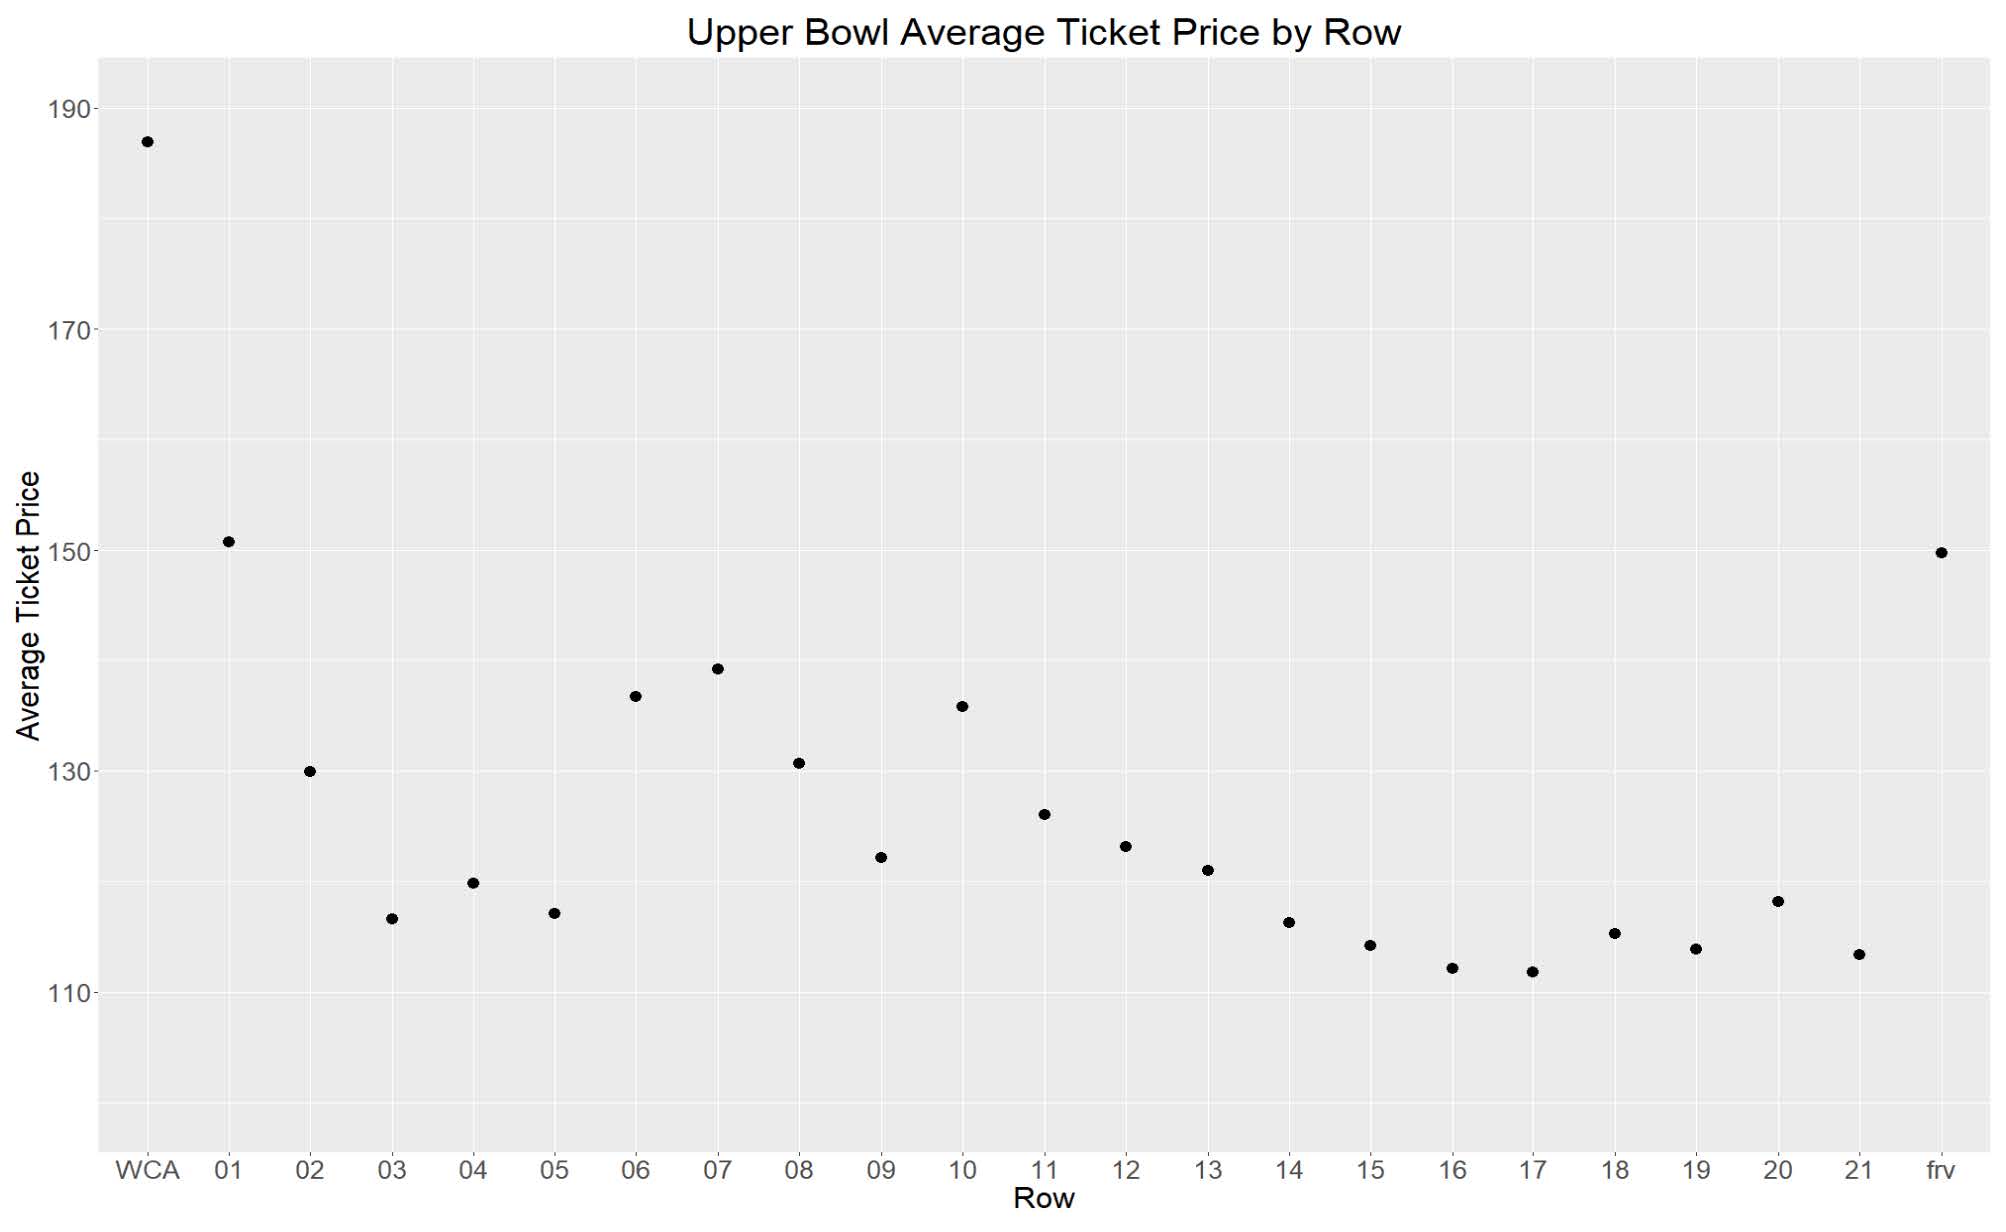 Upper Bowl Average Ticket Price by Row
Average Ticket Price
190
170
150
130
110
WCA 01 02 03 04 05 06 07 08 09 10 11 12 13 14 15 16 17 18 19 20 21 frv
Row